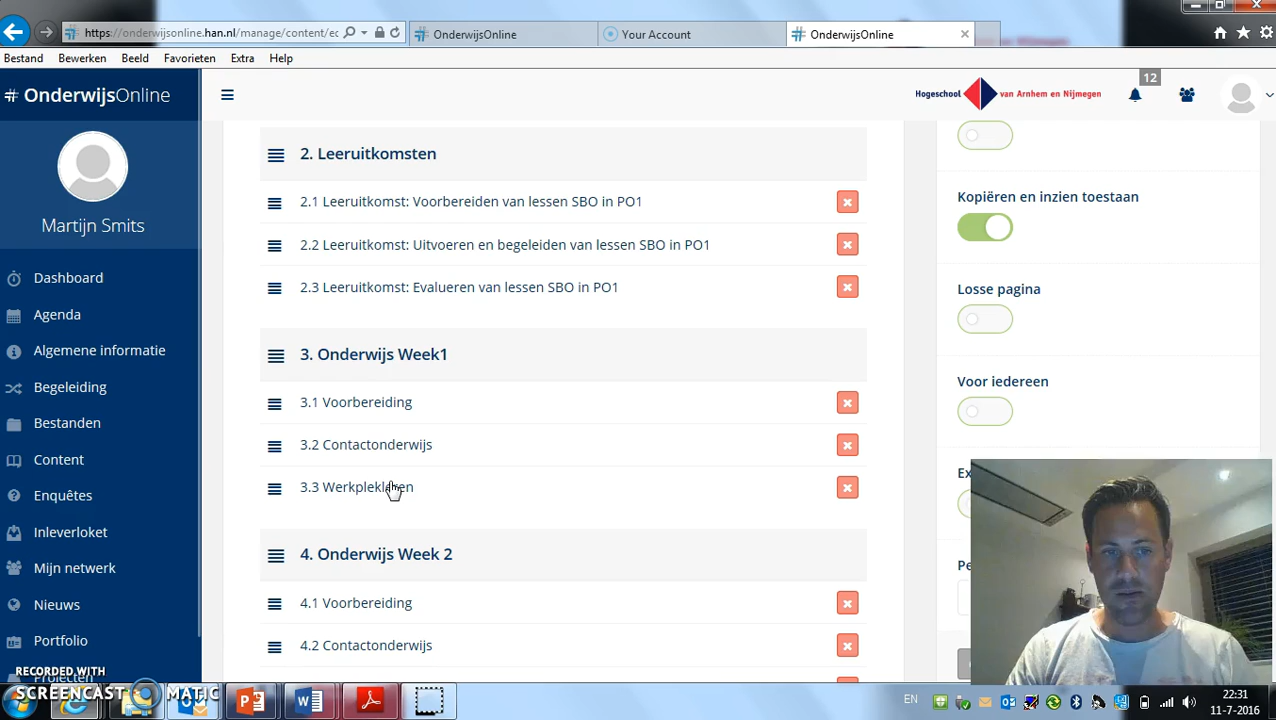 https://onderwijsonline.han.nl/manage/content/ec
OnderwijsOnline
Your Account
OnderwijsOnline
Bestand
Bewerken
Beeld
Favorieten
Extra
Help
# OnderwijsOnline
Hogeschool
van Arnhem en Nijmegen
12
Martijn Smits
Dashboard
Agenda
Algemene informatie
Begeleiding
Bestanden
Content
Enquêtes
Inleverloket
Mijn netwerk
Nieuws
Portfolio
Projecten
2. Leeruitkomsten
2.1 Leeruitkomst: Voorbereiden van lessen SBO in PO1
2.2 Leeruitkomst: Uitvoeren en begeleiden van lessen SBO in PO1
2.3 Leeruitkomst: Evalueren van lessen SBO in PO1
3. Onderwijs Week1
3.1 Voorbereiding
3.2 Contactonderwijs
3.3 Werkplekleren
4. Onderwijs Week 2
4.1 Voorbereiding
4.2 Contactonderwijs
Kopiëren en inzien toestaan
Losse pagina
Voor iedereen
Ex
Pe
RECORDED WITH
SCREENCAST MATIC
EN
22:31
11-7-2016